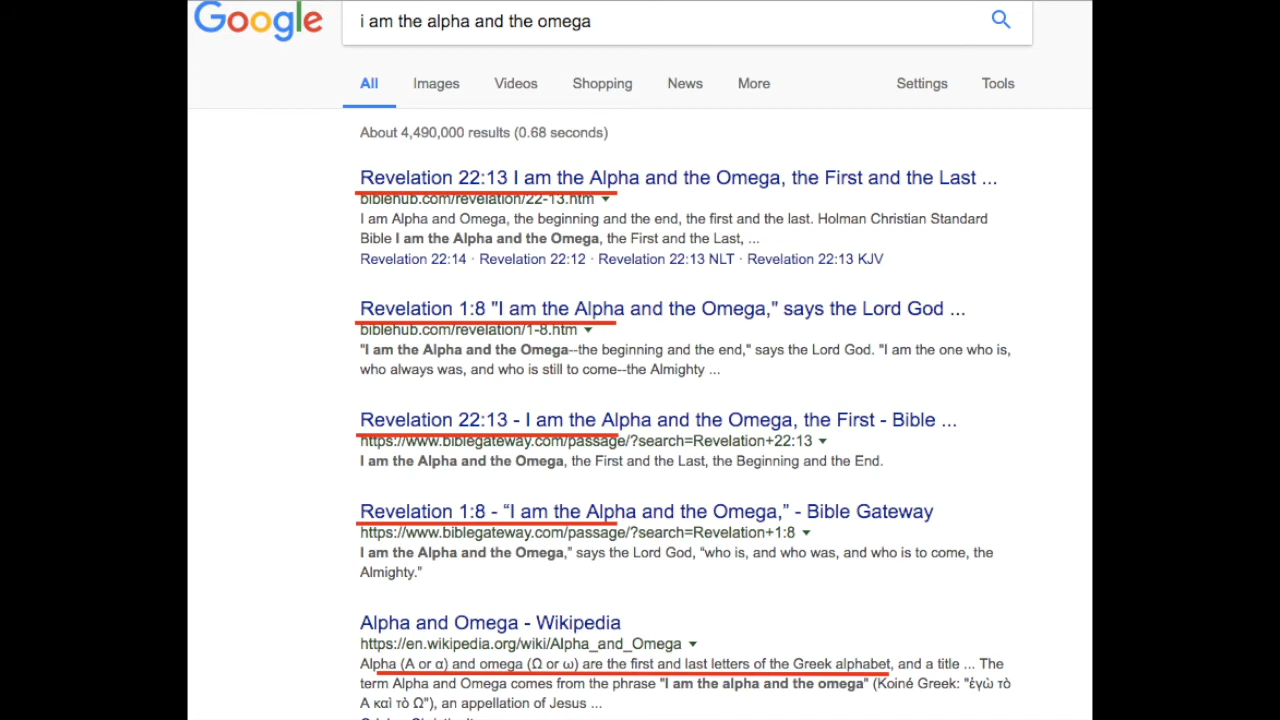 Google
i am the alpha and the omega
All Images Videos Shopping News More Settings Tools
About 4,490,000 results (0.68 seconds)
Revelation 22:13 I am the Alpha and the Omega, the First and the Last ...
biblehub.com/revelation/22-13.htm
I am Alpha and Omega, the beginning and the end, the first and the last. Holman Christian Standard
Bible I am the Alpha and the Omega, the First and the Last, ...
Revelation 22:14 · Revelation 22:12 · Revelation 22:13 NLT · Revelation 22:13 KJV
Revelation 1:8 "I am the Alpha and the Omega," says the Lord God ...
biblehub.com/revelation/1-8.htm
"I am the Alpha and the Omega--the beginning and the end," says the Lord God. "I am the one who is,
who always was, and who is still to come--the Almighty ...
Revelation 22:13 - I am the Alpha and the Omega, the First - Bible ...
https://www.biblegateway.com/passage/?search=Revelation+22:13
I am the Alpha and the Omega, the First and the Last, the Beginning and the End.
Revelation 1:8 - “I am the Alpha and the Omega,” - Bible Gateway
https://www.biblegateway.com/passage/?search=Revelation+1:8
I am the Alpha and the Omega,” says the Lord God, “who is, and who was, and who is to come, the
Almighty.”
Alpha and Omega - Wikipedia
https://en.wikipedia.org/wiki/Alpha_and_Omega
Alpha (Α or α) and omega (Ω or ω) are the first and last letters of the Greek alphabet, and a title ... The
term Alpha and Omega comes from the phrase "I am the alpha and the omega" (Koiné Greek: "ἐγὼ τὸ
Α καὶ τὸ Ω"), an appellation of Jesus ...